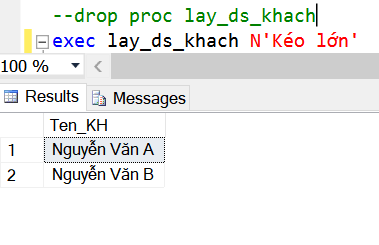 --drop proc lay_ds_khach
exec lay_ds_khach N'Kéo lớn'
100 %
Results Messages
Ten_KH
1 Nguyễn Văn A
2 Nguyễn Văn B